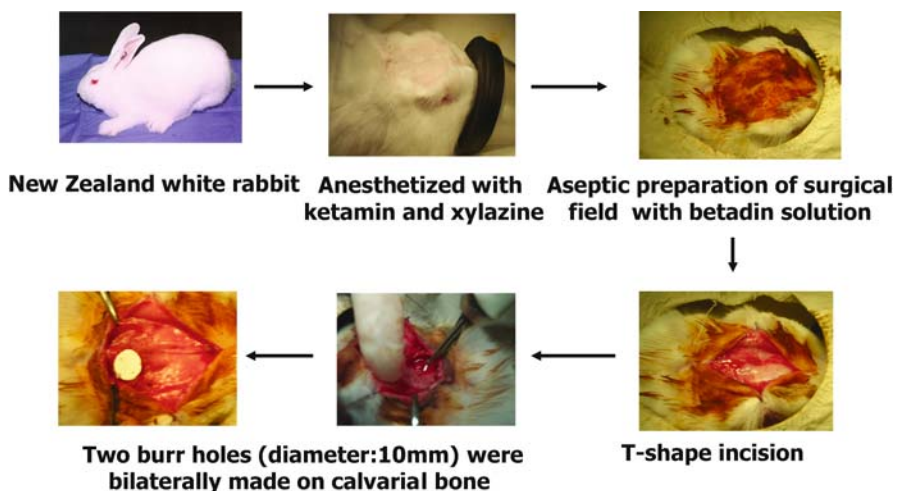 New Zealand white rabbit
Anesthetized with
ketamin and xylazine
Aseptic preparation of surgical
field with betadin solution
T-shape incision
Two burr holes (diameter:10mm) were
bilaterally made on calvarial bone